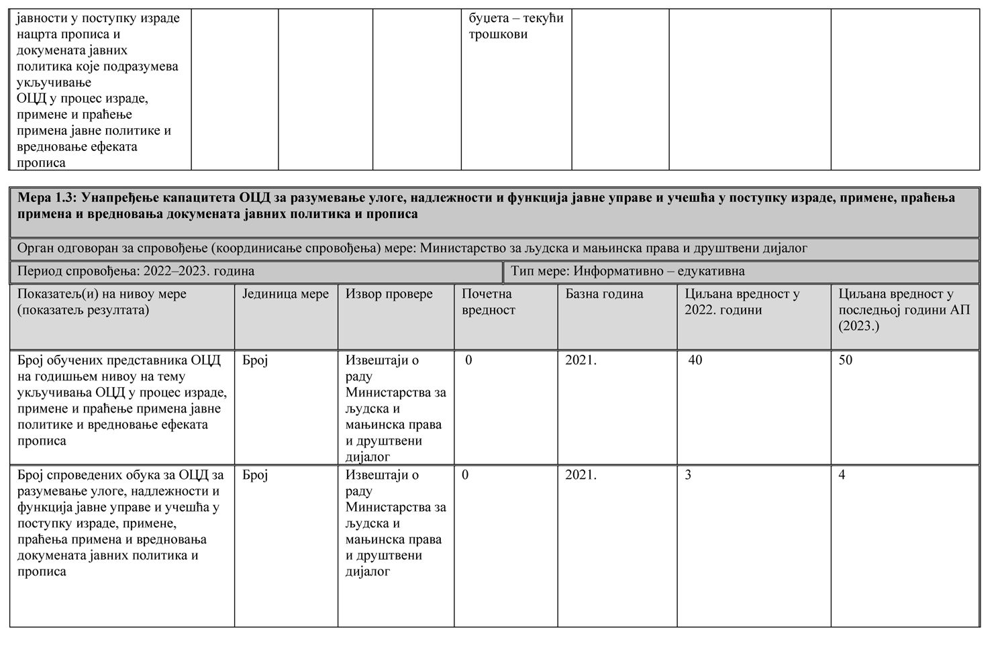 јавности у поступку израде
нацрта прописа и
докумената јавних
политика које подразумева
укључивање
ОЦД у процес израде,
примене и праћење
примена јавне политике и
вредновање ефеката
прописа
буџета – текући
трошкови
Мера 1.3: Унапређење капацитета ОЦД за разумевање улоге, надлежности и функција јавне управе и учешћа у поступку израде, примене, праћења
примена и вредновања докумената јавних политика и прописа
Орган одговоран за спровођење (координисање спровођења) мере: Министарство за људска и мањинска права и друштвени дијалог
Период спровођења: 2022–2023. година
Тип мере: Информативно – едукативна
Показатељ(и) на нивоу мере
(показатељ резултата)
Јединица мере
Извор провере
Почетна
вредност
Базна година
Циљана вредност у
2022. години
Циљана вредност у
последњој години АП
(2023.)
Број обучених представника ОЦД
на годишњем нивоу на тему
укључивања ОЦД у процес израде,
примене и праћење примена јавне
политике и вредновање ефеката
прописа
Број
Извештаји о
раду
Министарства за
људска и
мањинска права
и друштвени
дијалог
0
2021.
40
50
Број спроведених обука за ОЦД за
разумевање улоге, надлежности и
функција јавне управе и учешћа у
поступку израде, примене,
праћења примена и вредновања
докумената јавних политика и
прописа
Број
Извештаји о
раду
Министарства за
људска и
мањинска права
и друштвени
дијалог
0
2021.
3
4